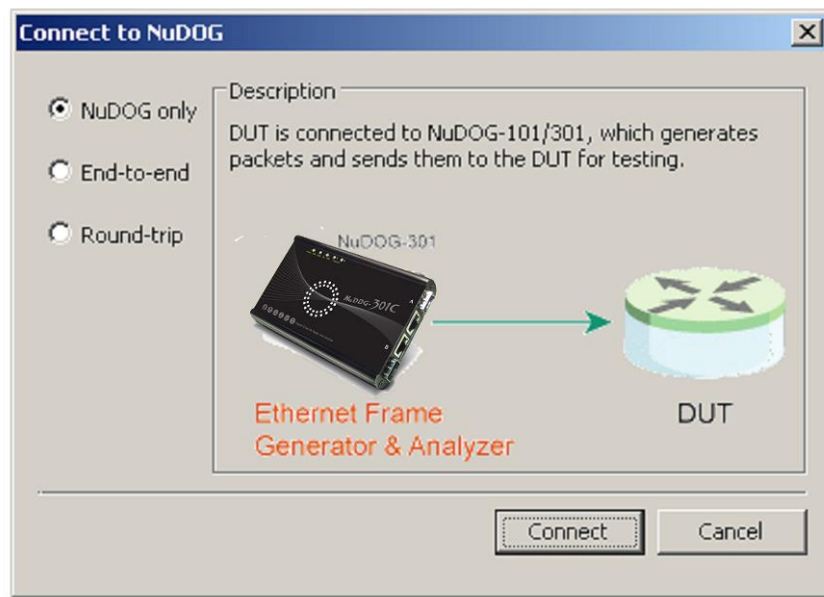 Connect to NuDOG
NuDOG only
End-to-end
Round-trip
Description
DUT is connected to NuDOG-101/301, which generates
packets and sends them to the DUT for testing.
NuDOG-301
NuDOG-301C
A
B
Ethernet Frame
Generator & Analyzer
DUT
Connect
Cancel